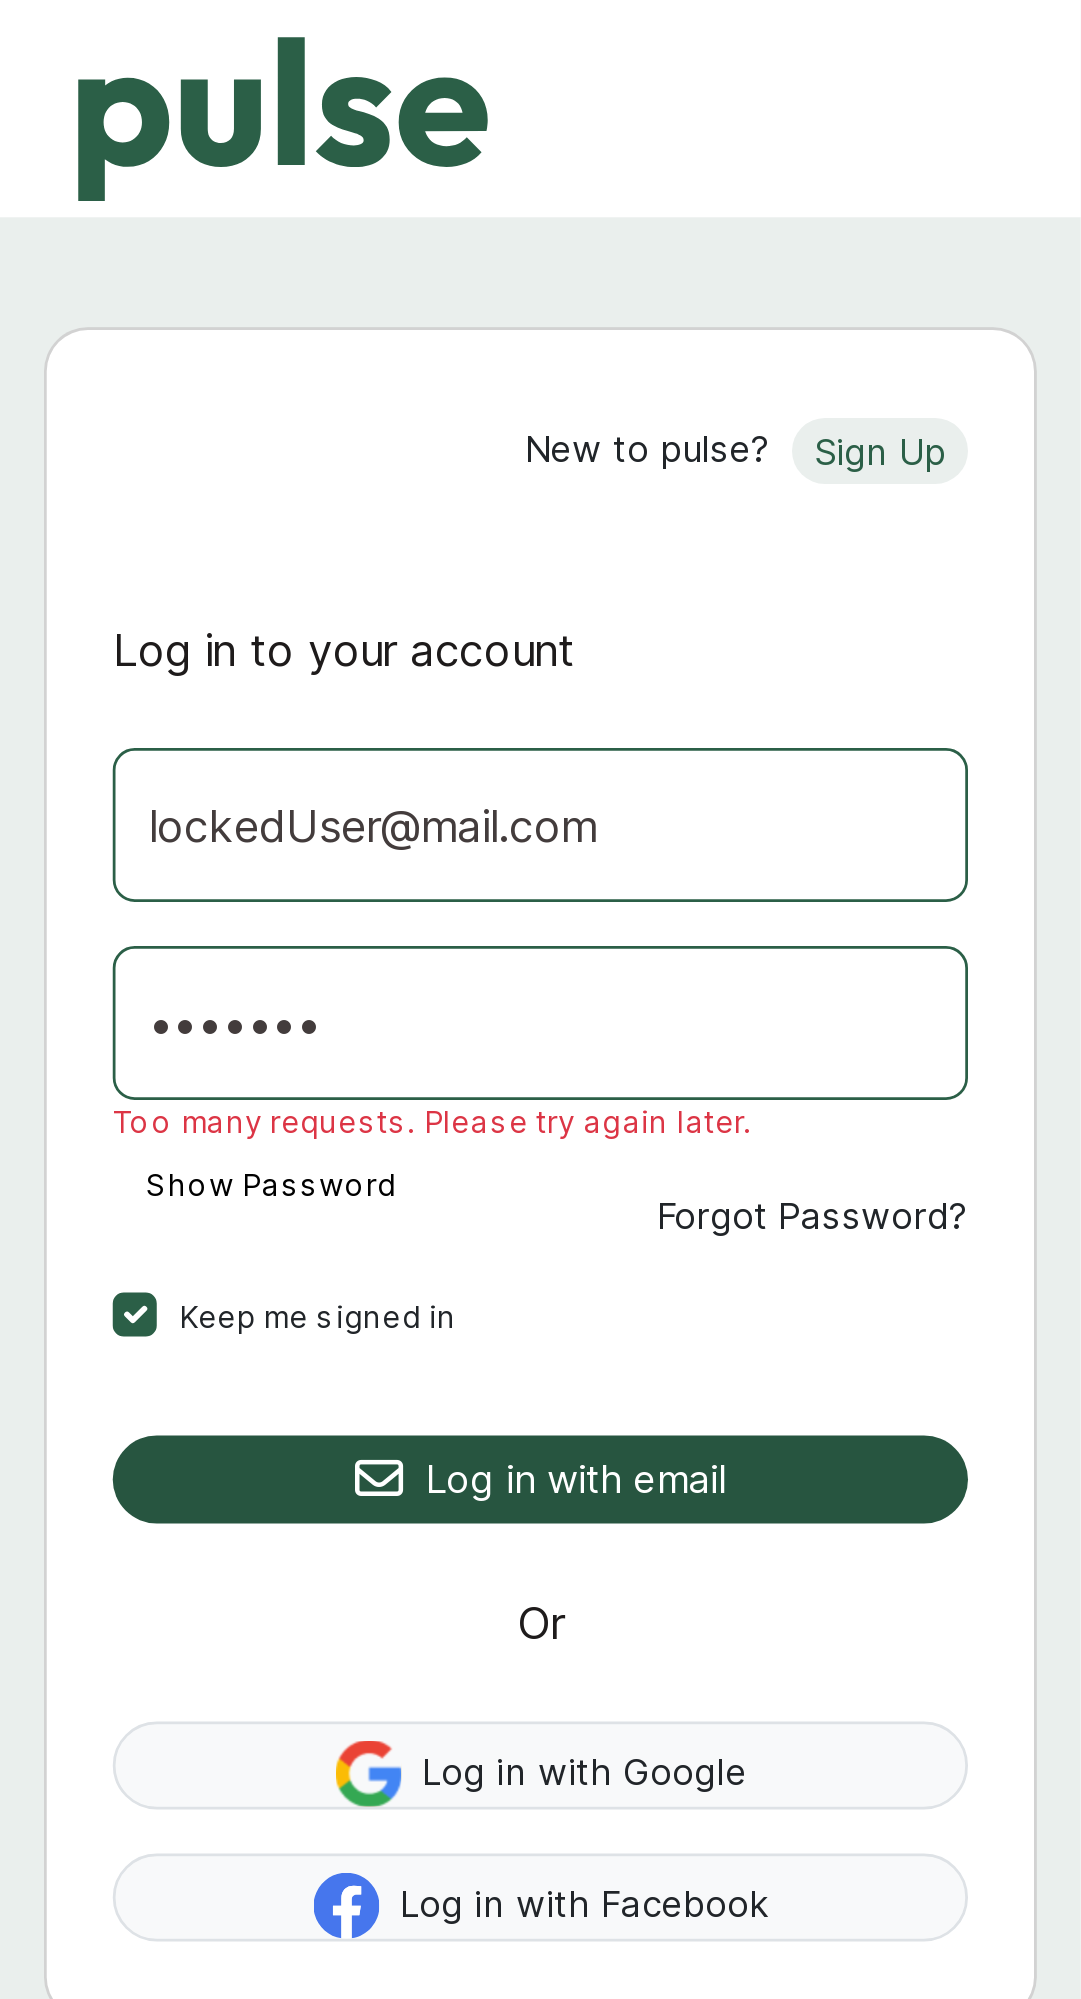 pulse
New to pulse? Sign Up
Log in to your account
lockedUser@mail.com
•••••••
Too many requests. Please try again later.
Show Password
Forgot Password?
Keep me signed in
Log in with email
Or
Log in with Google
Log in with Facebook